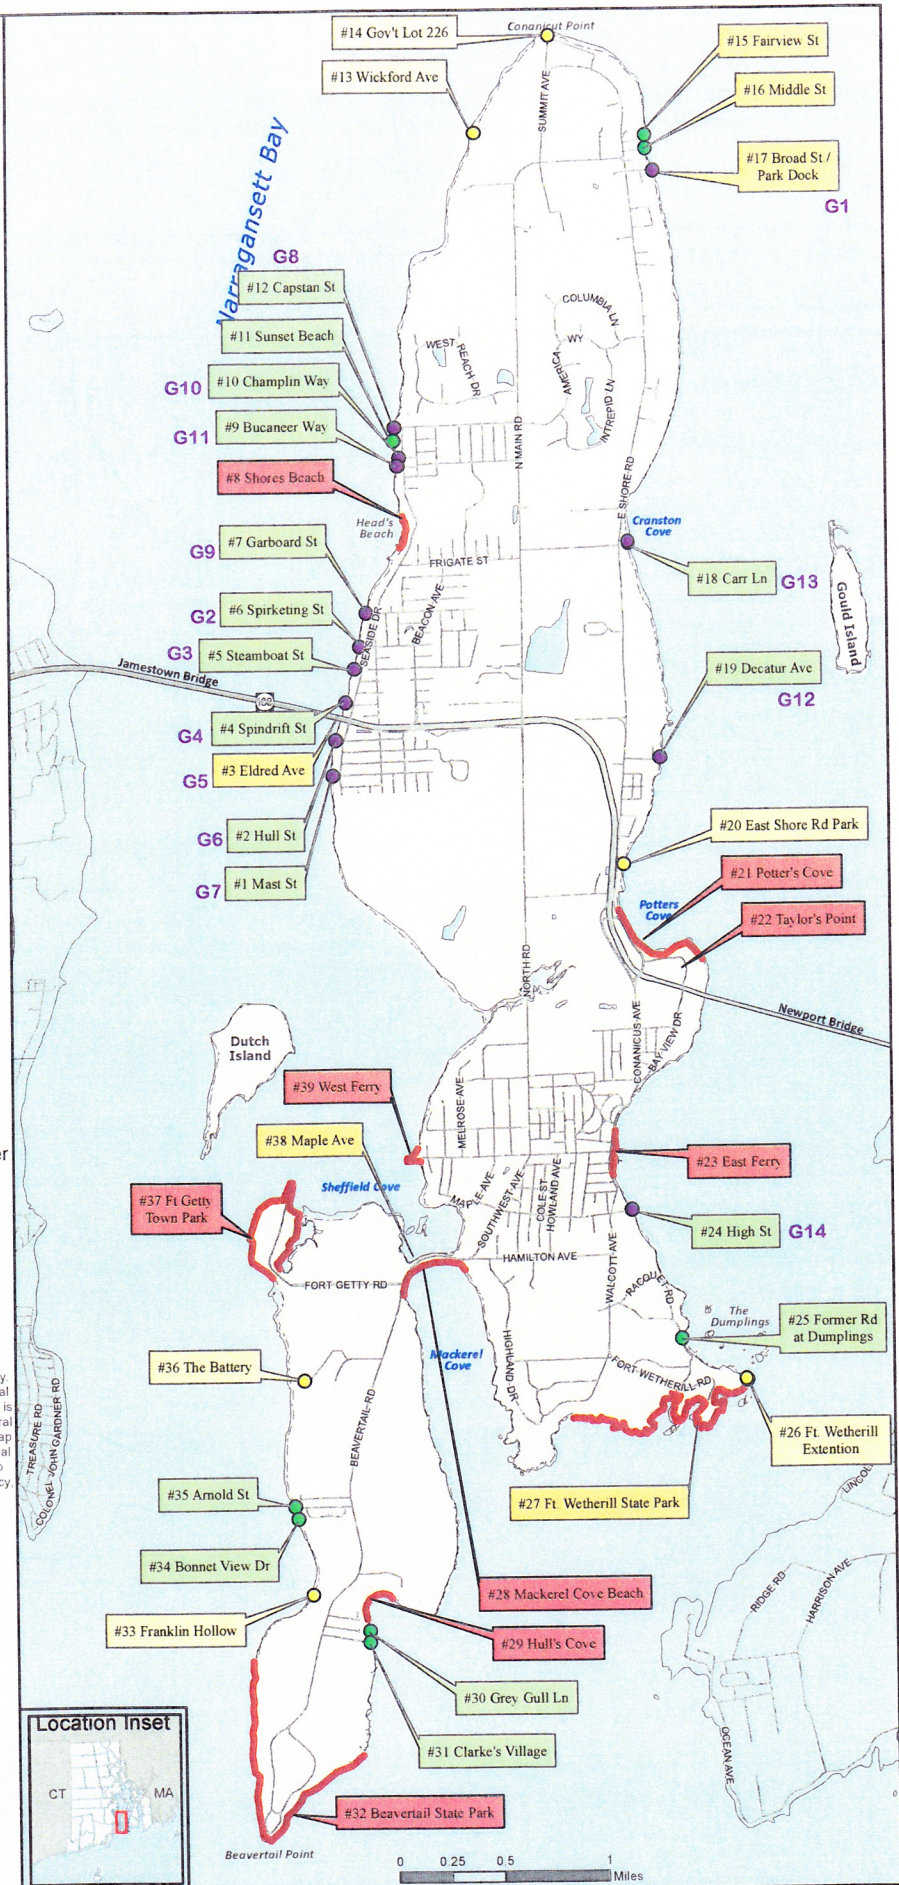 Conanicut Point
#14 Gov't Lot 226
#15 Fairview St
#13 Wickford Ave
#16 Middle St
SUMMIT AVE
#17 Broad St /
Park Dock
G1
Narragansett Bay
G8
#12 Capstan St
COLUMBIA LN
#11 Sunset Beach
WEST REACH DR
AMERICA WY
INTREPID LN
G10
#10 Champlin Way
G11
#9 Bucaneer Way
N MAIN RD
#8 Shores Beach
E SHORE RD
Head's
Beach
Cranston
Cove
G9
#7 Garboard St
FRIGATE ST
#18 Carr Ln
G13
Gould Island
G2
#6 Spirketing St
SEASIDE DR
BEACON AVE
G3
#5 Steamboat St
Jamestown Bridge
#19 Decatur Ave
G12
G4
#4 Spindrift St
G5
#3 Eldred Ave
G6
#2 Hull St
#20 East Shore Rd Park
G7
#1 Mast St
#21 Potter's Cove
Potters
Cove
#22 Taylor's Point
NORTH RD
Newport Bridge
Dutch
Island
CONANICUS AVE
BAY VIEW DR
#39 West Ferry
MELROSE AVE
#38 Maple Ave
er
#23 East Ferry
Sheffield Cove
#37 Ft Getty
Town Park
MAPLE AVE
SOUTHWEST AVE
COLE ST
HOWLAND AVE
#24 High St
G14
HAMILTON AVE
WALCOTT AVE
FORT GETTY RD
RACQUET RD
The
Dumplings
#25 Former Rd
at Dumplings
#36 The Battery
Mackerel
Cove
HIGHLAND DR
FORT WETHERILL RD
BEAVERTAIL RD
#26 Ft. Wetherill
Extention
y.
al
is
ral
ap
al
o
cy,
TREASURE RD
COLONEL JOHN GARDNER RD
#35 Arnold St
#27 Ft. Wetherill State Park
LINCOL
#34 Bonnet View Dr
#28 Mackerel Cove Beach
RIDGE RD
HARRISON AVE
#33 Franklin Hollow
#29 Hull's Cove
#30 Grey Gull Ln
#31 Clarke's Village
OCEAN AVE
Location Inset
CT
MA
#32 Beavertail State Park
Beavertail Point
0 0.25 0.5 1
Miles